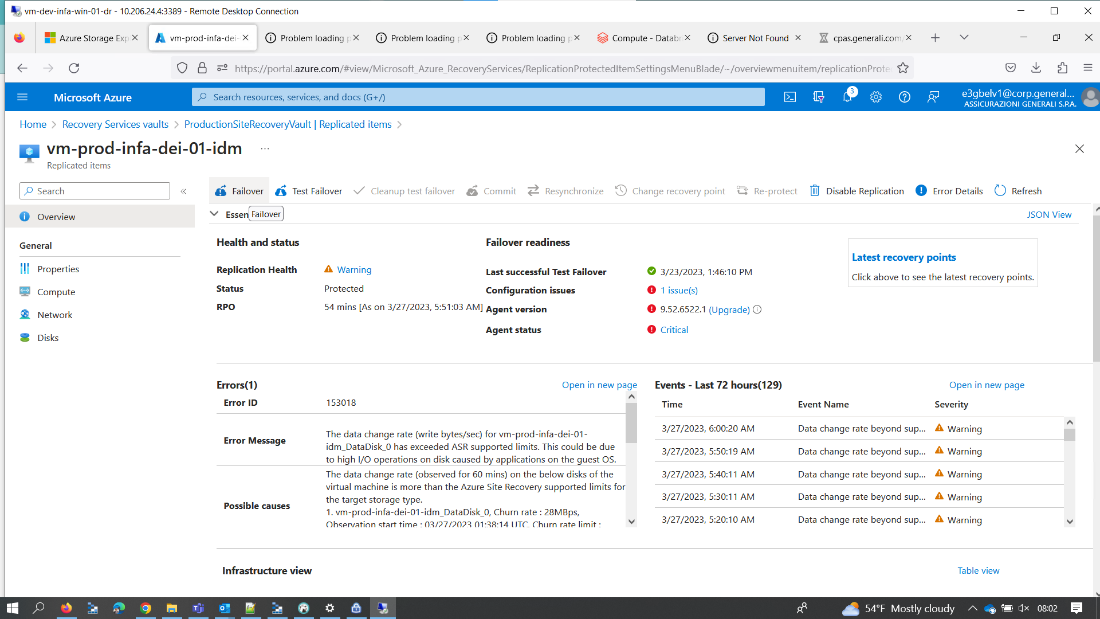 vm-dev-infa-win-01-dr - 10.206.24.4:3389 - Remote Desktop Connection
Azure Storage Exp
vm-prod-infa-dei-
Problem loading p
Problem loading p
Problem loading p
Compute - Datab
Server Not Found
cpas.generali.com
https://portal.azure.com/#view/Microsoft_Azure_RecoveryServices/ReplicationProtectedItemSettingsMenuBlade/~/overviewmenuitem/replicationProte
Microsoft Azure
Search resources, services, and docs (G+/)
3
e3gbelv1@corp.general...
ASSICURAZIONI GENERALI S.R.A.
Home > Recovery Services vaults > ProductionSiteRecoveryVault | Replicated items >
vm-prod-infa-dei-01-idm ...
Replicated items
Search
«
Failover
Test Failover
Cleanup test failover
Commit
Resynchronize
Change recovery point
Re-protect
Disable Replication
Error Details
Refresh
Overview
General
Properties
Compute
Network
Disks
Essen
Failover
JSON View
Health and status
Replication Health Warning
Status Protected
RPO 54 mins [As on 3/27/2023, 5:51:03 AM]
Failover readiness
Last successful Test Failover 3/23/2023, 1:46:10 PM
Configuration issues 1 issue(s)
Agent version 9.52.6522.1 (Upgrade)
Agent status Critical
Latest recovery points
Click above to see the latest recovery points.
Errors(1) Open in new page
Error ID 153018
Error Message
The data change rate (write bytes/sec) for vm-prod-infa-dei-01-
idm_DataDisk_0 has exceeded ASR supported limits. This could be due
to high I/O operations on disk caused by applications on the guest OS.
Possible causes
The data change rate (observed for 60 mins) on the below disks of the
virtual machine is more than the Azure Site Recovery supported limits for
the target storage type.
1. vm-prod-infa-dei-01-idm_DataDisk_0, Churn rate : 28MBps,
Observation start time : 03/27/2023 01:38:14 UTC, Churn rate limit :
Events - Last 72 hours(129) Open in new page
Time Event Name Severity
3/27/2023, 6:00:20 AM Data change rate beyond sup... Warning
3/27/2023, 5:50:19 AM Data change rate beyond sup... Warning
3/27/2023, 5:40:11 AM Data change rate beyond sup... Warning
3/27/2023, 5:30:11 AM Data change rate beyond sup... Warning
3/27/2023, 5:20:10 AM Data change rate beyond sup... Warning
Infrastructure view Table view
54°F Mostly cloudy
08:02